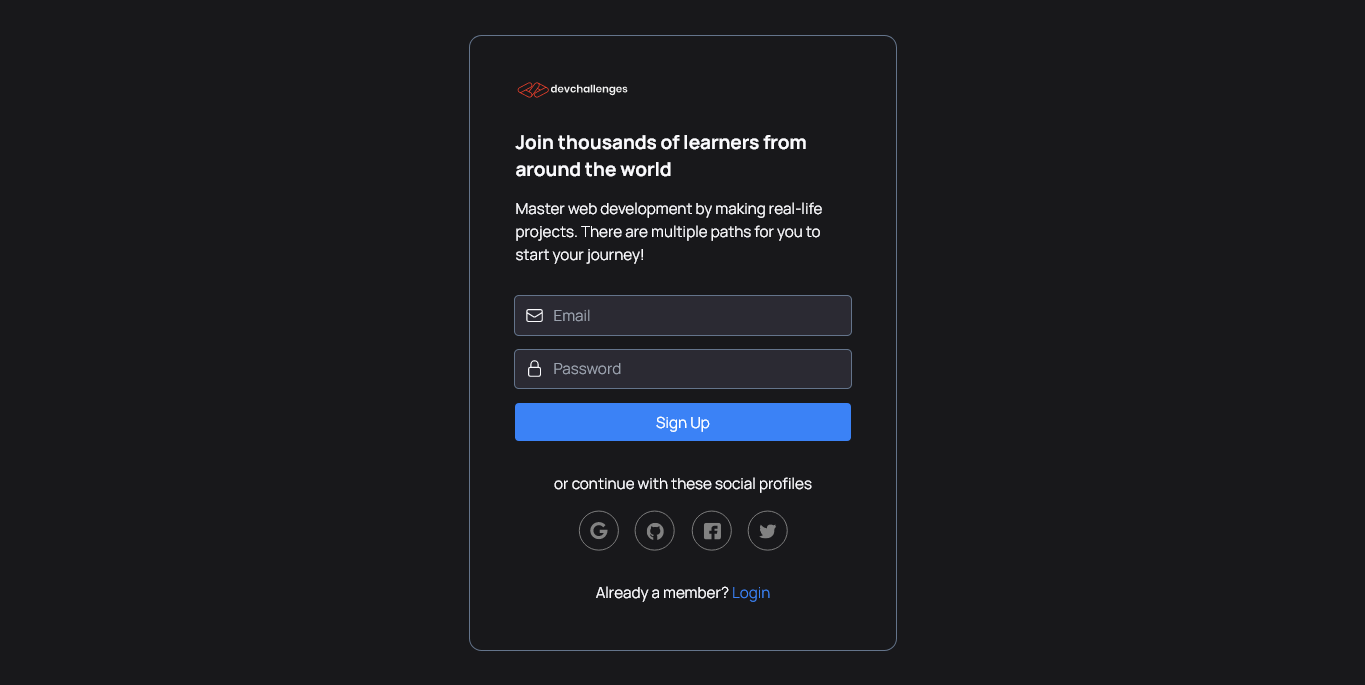 devchallenges
Join thousands of learners from
around the world
Master web development by making real-life
projects. There are multiple paths for you to
start your journey!
Email
Password
Sign Up
or continue with these social profiles
Already a member? Login